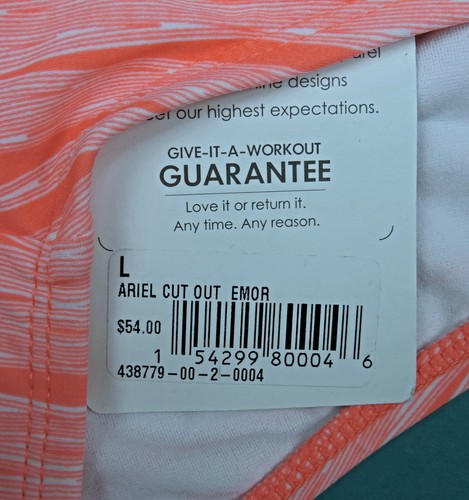 designs
our highest expectations.
GIVE-IT-A-WORKOUT
GUARANTEE
Love it or return it.
Any time. Any reason.
L
ARIEL CUT OUT EMOR
$54.00
1 54299 80004 6
438779-00-2-0004